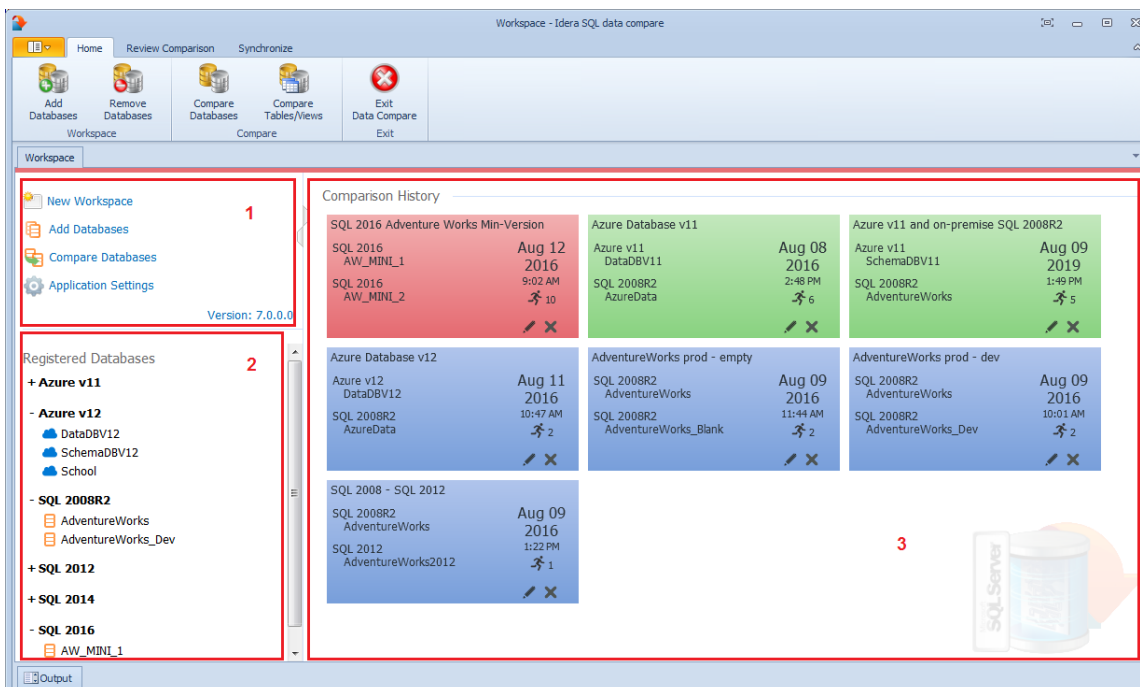 Workspace - Idera SQL data compare
Home Review Comparison Synchronize
Add Databases
Remove Databases
Compare Databases
Compare Tables/Views
Exit Data Compare
Workspace Compare Exit
Workspace
1
New Workspace
Add Databases
Compare Databases
Application Settings
Version: 7.0.0.0
2
Registered Databases
+ Azure v11
- Azure v12
DataDBV12
SchemaDBV12
School
- SQL 2008R2
AdventureWorks
AdventureWorks_Dev
+ SQL 2012
+ SQL 2014
- SQL 2016
AW_MINI_1
Comparison History
SQL 2016 Adventure Works Min-Version
SQL 2016
AW_MINI_1
SQL 2016
AW_MINI_2
Aug 12
2016
9:02 AM
10
Azure Database v11
Azure v11
DataDBV11
SQL 2008R2
AzureData
Aug 08
2016
2:48 PM
6
Azure v11 and on-premise SQL 2008R2
Azure v11
SchemaDBV11
SQL 2008R2
AdventureWorks
Aug 09
2019
1:49 PM
5
Azure Database v12
Azure v12
DataDBV12
SQL 2008R2
AzureData
Aug 11
2016
10:47 AM
2
AdventureWorks prod - empty
SQL 2008R2
AdventureWorks
SQL 2008R2
AdventureWorks_Blank
Aug 09
2016
11:44 AM
2
AdventureWorks prod - dev
SQL 2008R2
AdventureWorks
SQL 2008R2
AdventureWorks_Dev
Aug 09
2016
10:01 AM
2
SQL 2008 - SQL 2012
SQL 2008R2
AdventureWorks
SQL 2012
AdventureWorks2012
Aug 09
2016
1:22 PM
1
3
SQL Server
Output